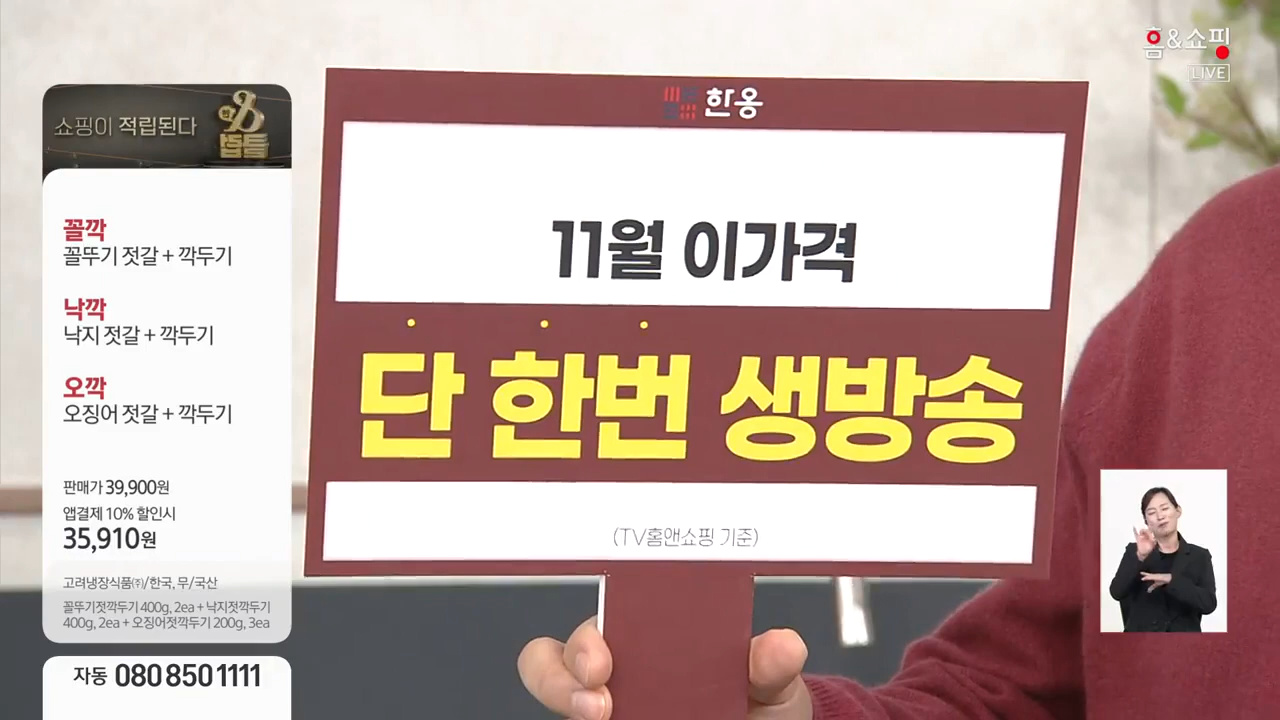 홈&쇼핑
LIVE
쇼핑이 적립된다
꼴깍
꼴뚜기 젓갈 + 깍두기
낙깍
낙지 젓갈 + 깍두기
오깍
오징어 젓갈 + 깍두기
판매가 39,900원
앱결제 10% 할인시
35,910원
고려냉장식품(주)/한국, 무/국산
꼴뚜기젓깍두기 400g, 2ea + 낙지젓깍두기
400g, 2ea + 오징어젓깍두기 200g, 3ea
자동 080 850 1111
한옹
11월 이가격
단 한번 생방송
(TV홈앤쇼핑 기준)